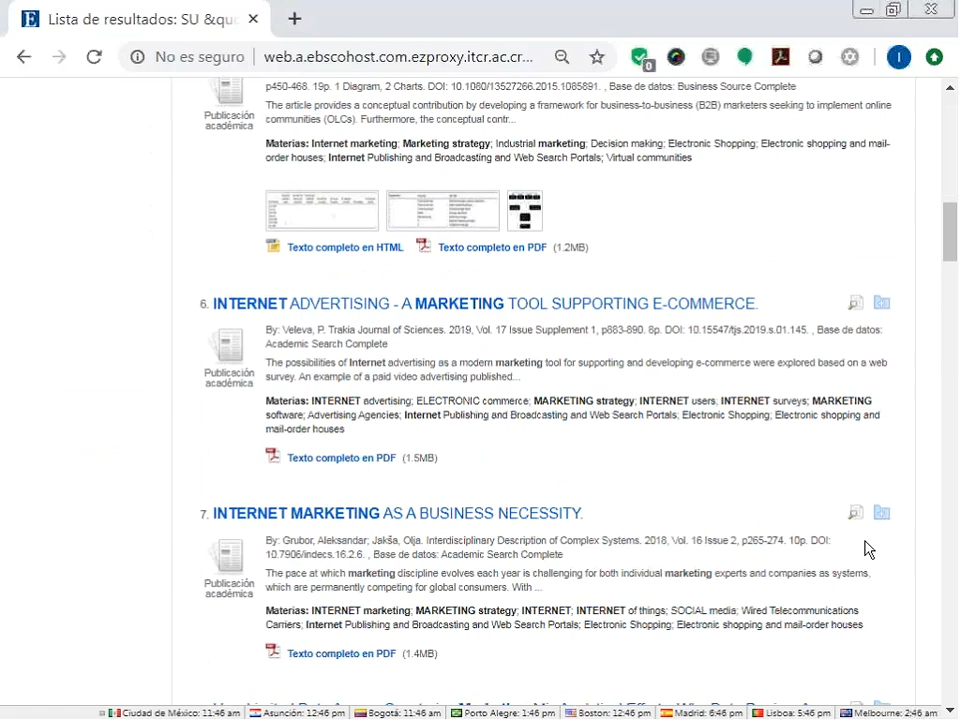 Lista de resultados: SU &quo
No es seguro
web.a.ebscohost.com.ezproxy.itcr.ac.cr...
0
I
p450-468. 19p. 1 Diagram, 2 Charts. DOI: 10.1080/13527266.2015.1085891. , Base de datos: Business Source Complete
Publicación
académica
The article provides a conceptual contribution by developing a framework for business-to-business (B2B) marketers seeking to implement online
communities (OLCs). Furthermore, the conceptual contr...
Materias: Internet marketing; Marketing strategy; Industrial marketing; Decision making; Electronic Shopping; Electronic shopping and mail-
order houses; Internet Publishing and Broadcasting and Web Search Portals; Virtual communities
Texto completo en HTML Texto completo en PDF (1.2MB)
6. INTERNET ADVERTISING - A MARKETING TOOL SUPPORTING E-COMMERCE.
By: Veleva, P. Trakia Journal of Sciences. 2019, Vol. 17 Issue Supplement 1, p883-890. 8p. DOI: 10.15547/tjs.2019.s.01.145. , Base de datos:
Academic Search Complete
Publicación
académica
The possibilities of Internet advertising as a modern marketing tool for supporting and developing e-commerce were explored based on a web
survey. An example of a paid video advertising published...
Materias: INTERNET advertising; ELECTRONIC commerce; MARKETING strategy; INTERNET users; INTERNET surveys; MARKETING
software; Advertising Agencies; Internet Publishing and Broadcasting and Web Search Portals; Electronic Shopping; Electronic shopping and
mail-order houses
Texto completo en PDF (1.5MB)
7. INTERNET MARKETING AS A BUSINESS NECESSITY.
By: Grubor, Aleksandar; Jakša, Olja. Interdisciplinary Description of Complex Systems. 2018, Vol. 16 Issue 2, p265-274. 10p. DOI:
10.7906/indecs.16.2.6. , Base de datos: Academic Search Complete
Publicación
académica
The pace at which marketing discipline evolves each year is challenging for both individual marketing experts and companies as systems,
which are permanently competing for global consumers. With ...
Materias: INTERNET marketing; MARKETING strategy; INTERNET; INTERNET of things; SOCIAL media; Wired Telecommunications
Carriers; Internet Publishing and Broadcasting and Web Search Portals; Electronic Shopping; Electronic shopping and mail-order houses
Texto completo en PDF (1.4MB)
Ciudad de México: 11:46 am Asunción: 12:46 pm Bogotá: 11:46 am Porto Alegre: 1:46 pm Boston: 12:46 pm Madrid: 6:46 pm Lisboa: 5:46 pm Melbourne: 2:46 am